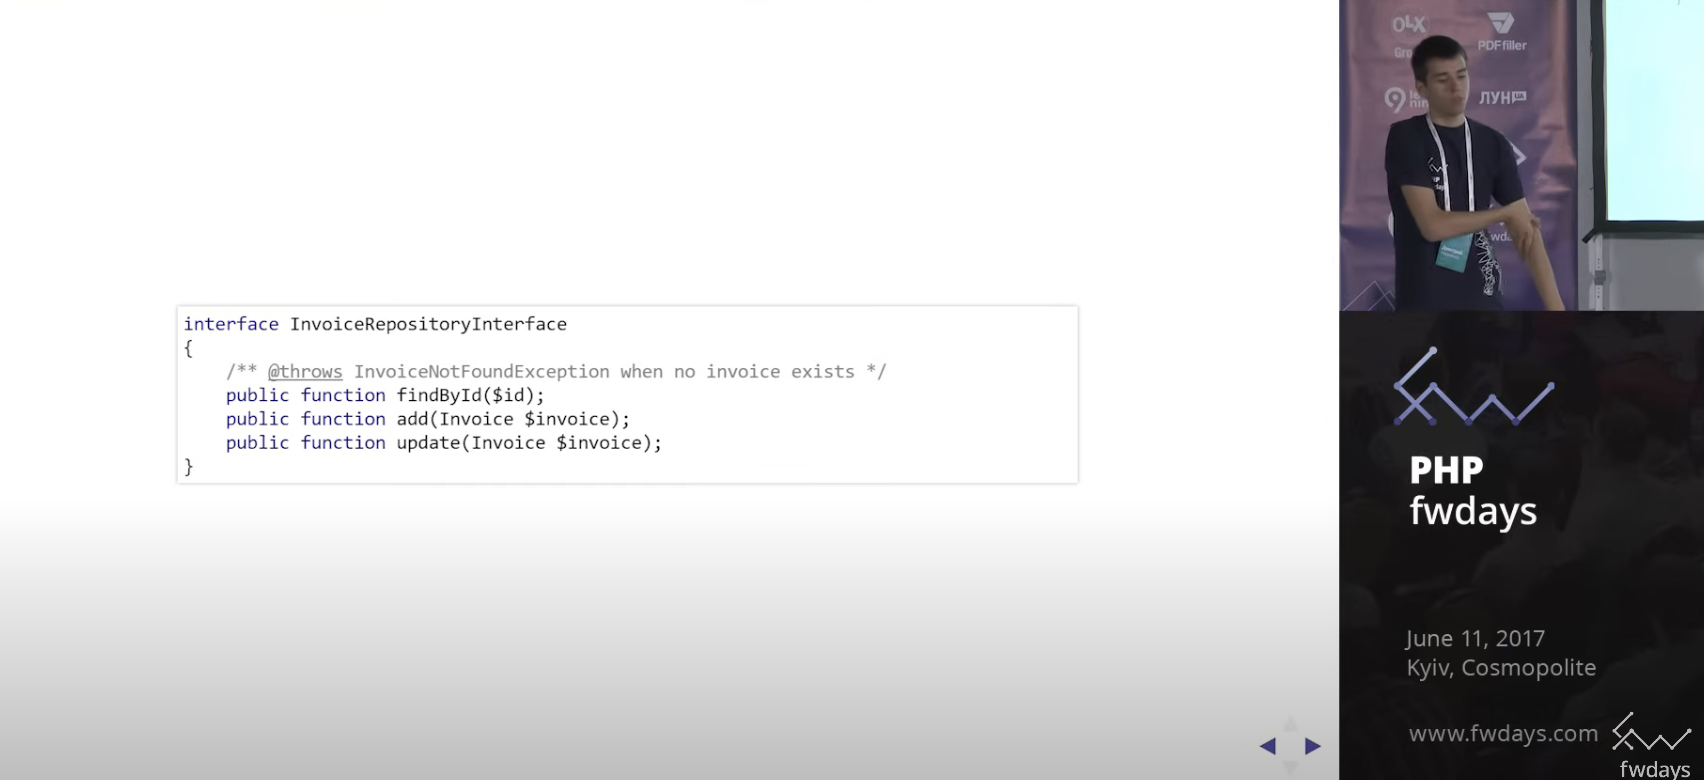 interface InvoiceRepositoryInterface
{
    /** @throws InvoiceNotFoundException when no invoice exists */
    public function findById($id);
    public function add(Invoice $invoice);
    public function update(Invoice $invoice);
}
OLX
PDFfiller
ЛУН UA
PHP
fwdays
June 11, 2017
Kyiv, Cosmopolite
www.fwdays.com
fwdays